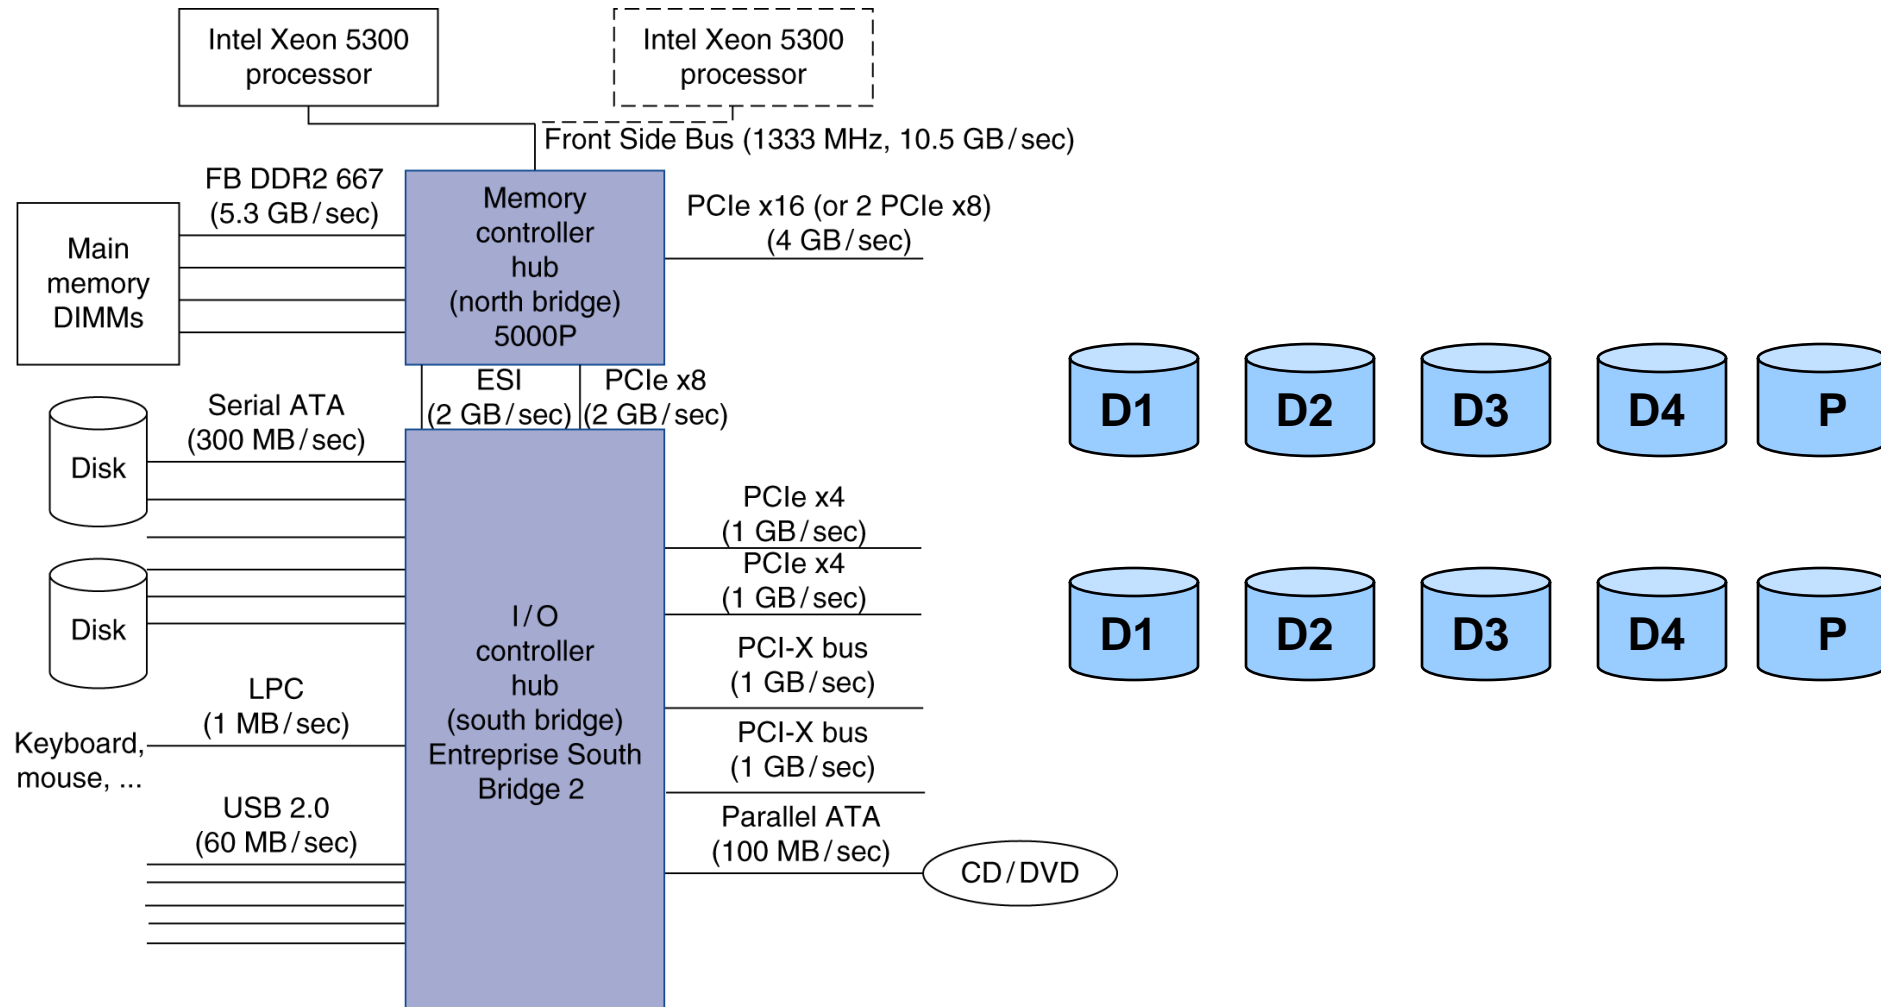 Intel Xeon 5300
processor
Intel Xeon 5300
processor
Front Side Bus (1333 MHz, 10.5 GB/sec)
FB DDR2 667
(5.3 GB/sec)
Main
memory
DIMMs
Memory
controller
hub
(north bridge)
5000P
PCIe x16 (or 2 PCIe x8)
(4 GB/sec)
ESI
(2 GB/sec)
PCIe x8
(2 GB/sec)
Serial ATA
(300 MB/sec)
Disk
Disk
LPC
(1 MB/sec)
Keyboard,
mouse, ...
USB 2.0
(60 MB/sec)
I/O
controller
hub
(south bridge)
Entreprise South
Bridge 2
PCIe x4
(1 GB/sec)
PCIe x4
(1 GB/sec)
PCI-X bus
(1 GB/sec)
PCI-X bus
(1 GB/sec)
Parallel ATA
(100 MB/sec)
CD/DVD
D1 D2 D3 D4 P
D1 D2 D3 D4 P